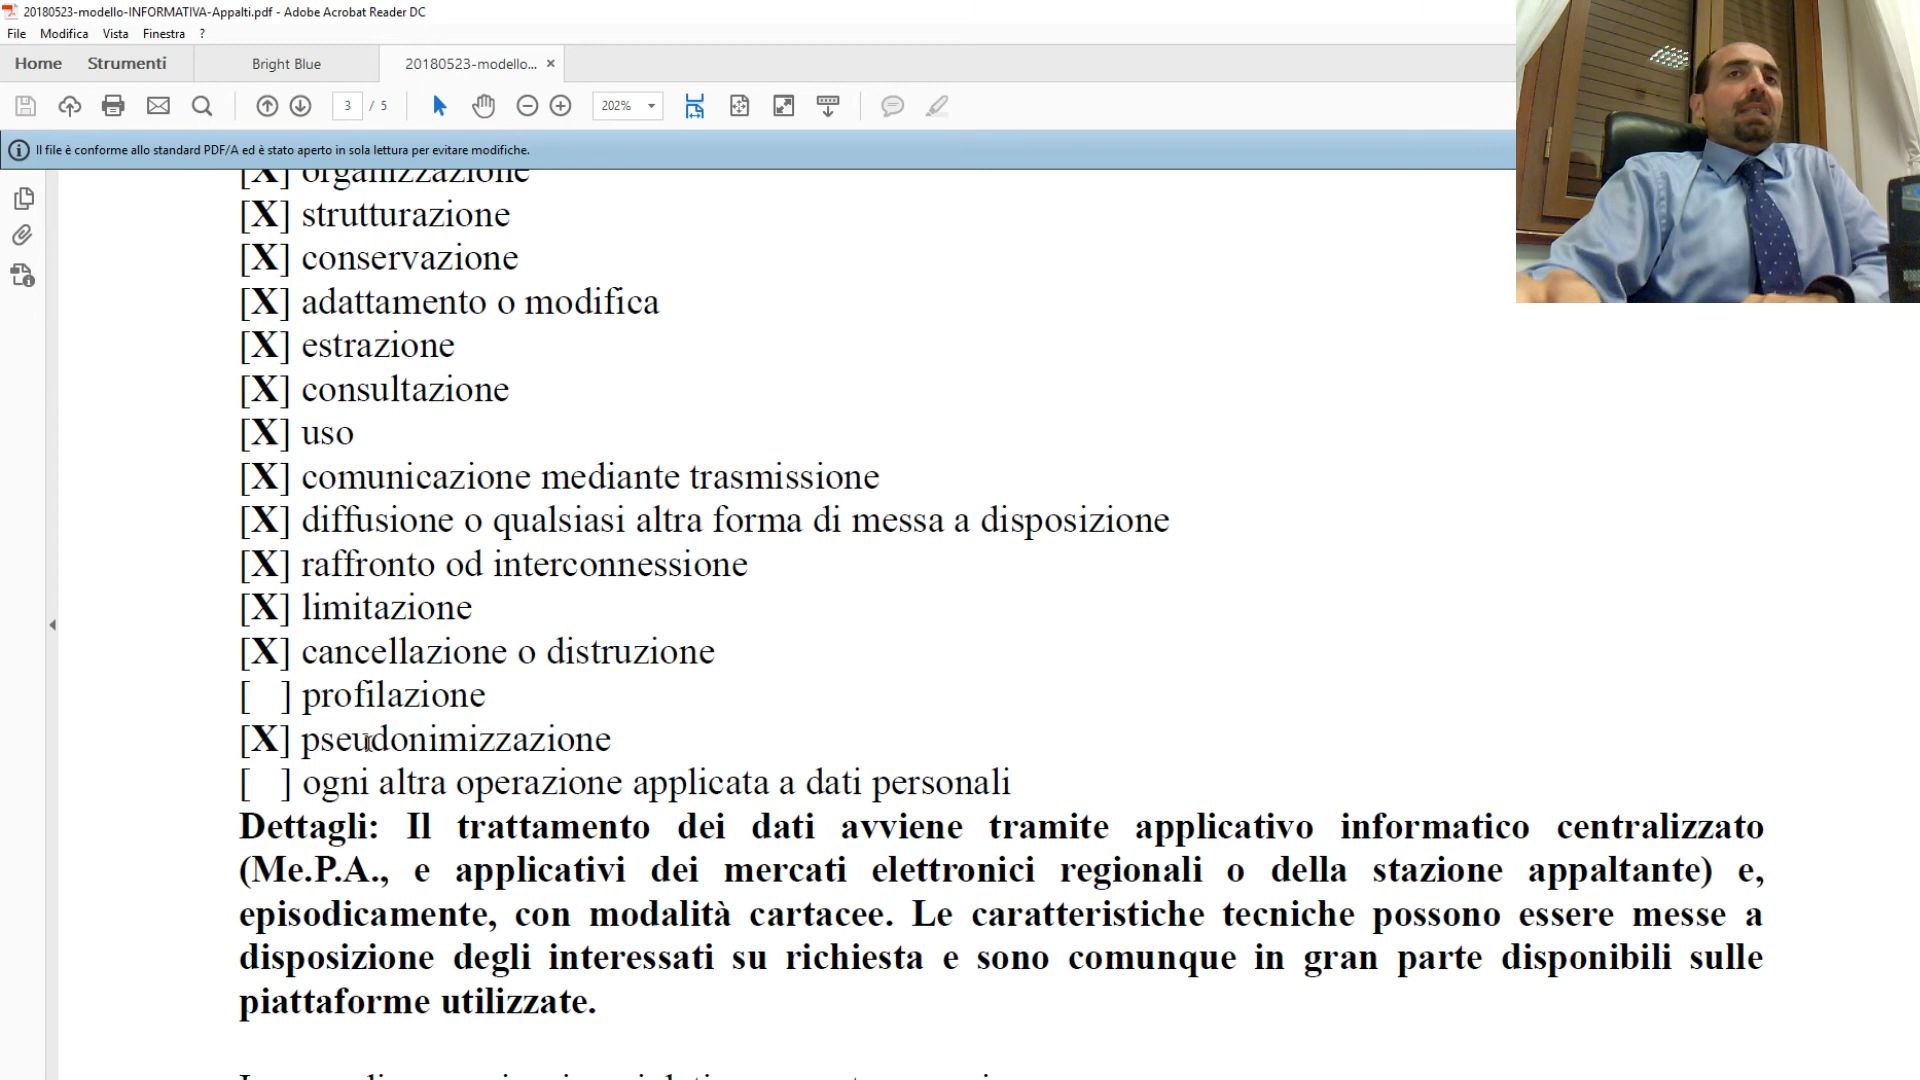 20180523-modello-INFORMATIVA-Appalti.pdf - Adobe Acrobat Reader DC
File Modifica Vista Finestra ?
Home Strumenti Bright Blue 20180523-modello... ×
3 / 5 202%
Il file è conforme allo standard PDF/A ed è stato aperto in sola lettura per evitare modifiche.
[X] organizzazione
[X] strutturazione
[X] conservazione
[X] adattamento o modifica
[X] estrazione
[X] consultazione
[X] uso
[X] comunicazione mediante trasmissione
[X] diffusione o qualsiasi altra forma di messa a disposizione
[X] raffronto od interconnessione
[X] limitazione
[X] cancellazione o distruzione
[ ] profilazione
[X] pseudonimizzazione
[ ] ogni altra operazione applicata a dati personali
Dettagli: Il trattamento dei dati avviene tramite applicativo informatico centralizzato
(Me.P.A., e applicativi dei mercati elettronici regionali o della stazione appaltante) e,
episodicamente, con modalità cartacee. Le caratteristiche tecniche possono essere messe a
disposizione degli interessati su richiesta e sono comunque in gran parte disponibili sulle
piattaforme utilizzate.